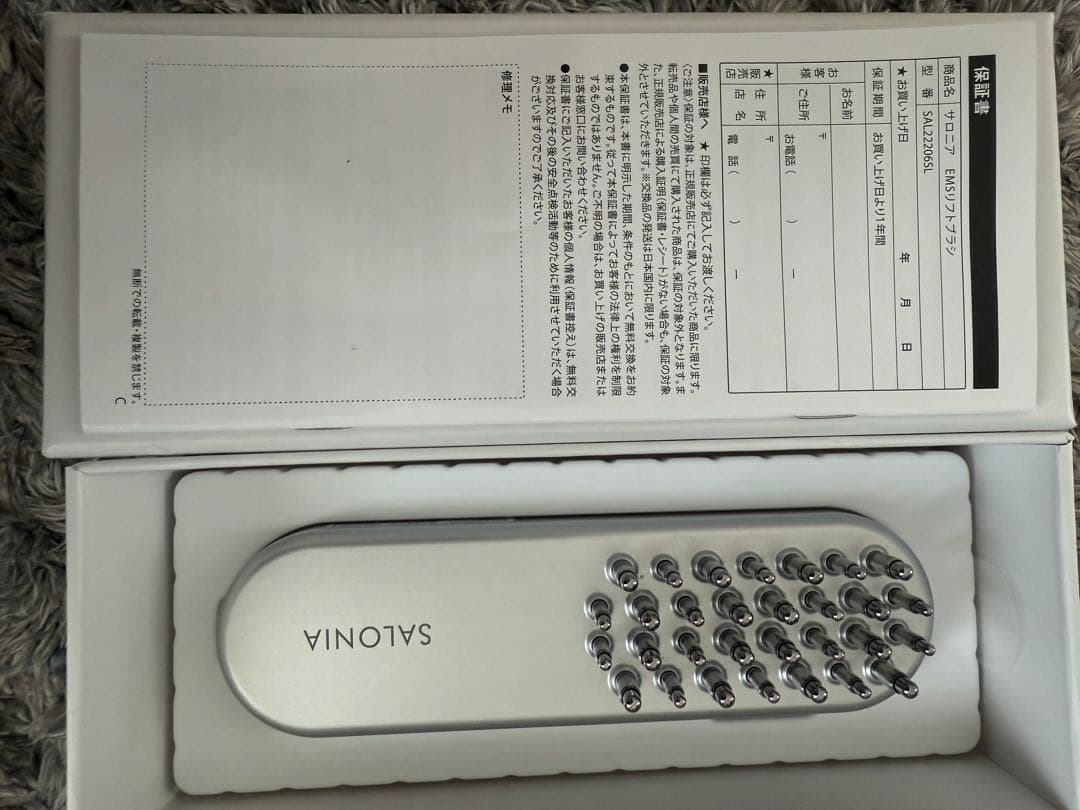 保証書
商品名 サロニア EMSリフトブラシ
型番 SAL22206SL
★お買い上げ日 年 月 日
保証期間 お買い上げ日より1年間
お客様 お名前
ご住所 〒
お電話( ) ー
★販売店 住所 〒
店名 電話( ) ー
■販売店様へ ★印欄は必ず記入してお渡しください。
(ご注意)保証の対象は、正規販売店にてご購入いただいた商品に限ります。
転売品や個人間の売買にて購入された商品は、保証の対象外となります。ま
た、正規販売店による購入証明(保証書・レシート)がない場合も、保証の対象
外とさせていただきます。※交換品の発送は日本国内に限ります。
●本保証書は、本書に明示した期間、条件のもとにおいて無料交換をお約
束するものです。従って本保証書によってお客様の法律上の権利を制限
するものではありません。ご不明の場合は、お買い上げの販売店または
お客様窓口にお問い合わせください。
●保証書にご記入いただいたお客様の個人情報(保証書控え)は、無料交
換対応及びその後の安全点検活動等のために利用させていただく場合
がございますのでご了承ください。
修理メモ
無断での転載・複製を禁じます。
C
SALONIA